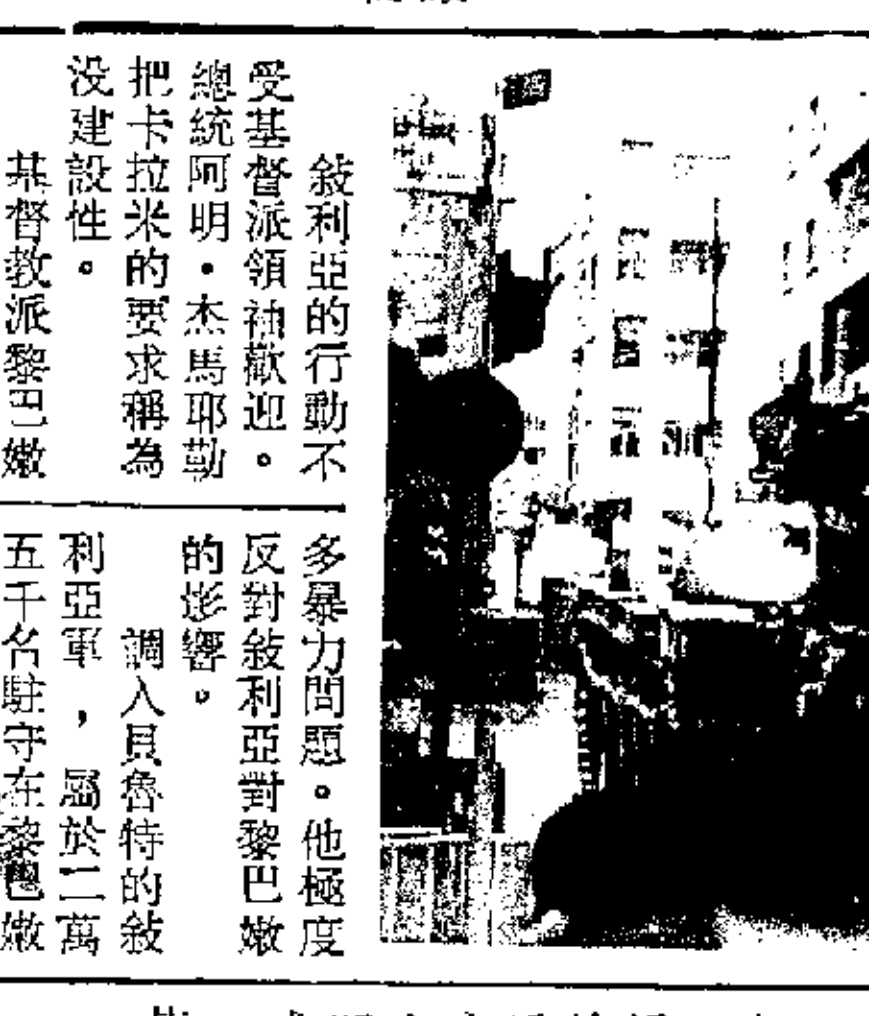 敍利亞的行動不
受基督派領袖歡迎。
總統阿明·杰馬耶勒
把卡拉米的要求稱為
没建設性。
基督教派黎巴嫩
多暴力問題。他極度
反對敍利亞對黎巴嫩
的影響。
調入貝魯特的敍
利亞軍，屬於二萬
五千名駐守在黎巴嫩